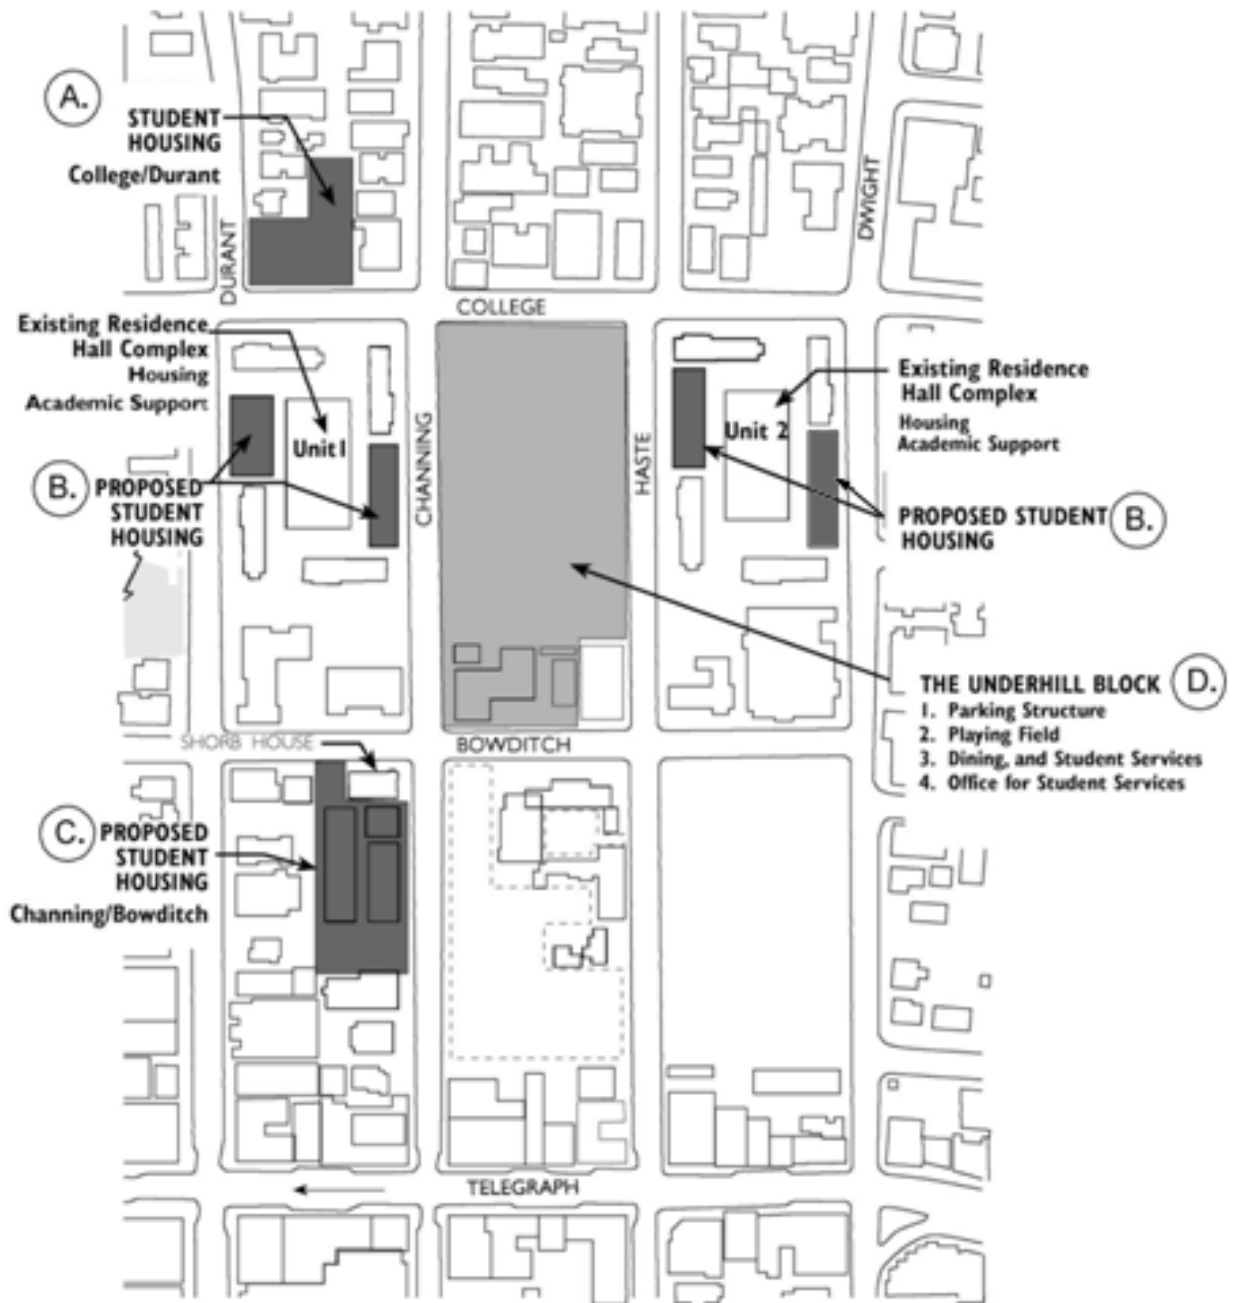 A.
STUDENT
HOUSING
College/Durant
DURANT
DWIGHT
COLLEGE
Existing Residence
Hall Complex
Housing
Academic Support
Unit 1
CHANNING
HASTE
Unit 2
Existing Residence
Hall Complex
Housing
Academic Support
B. PROPOSED
STUDENT
HOUSING
PROPOSED STUDENT B.
HOUSING
THE UNDERHILL BLOCK D.
1. Parking Structure
2. Playing Field
3. Dining, and Student Services
4. Office for Student Services
SHORB HOUSE
BOWDITCH
C. PROPOSED
STUDENT
HOUSING
Channing/Bowditch
TELEGRAPH